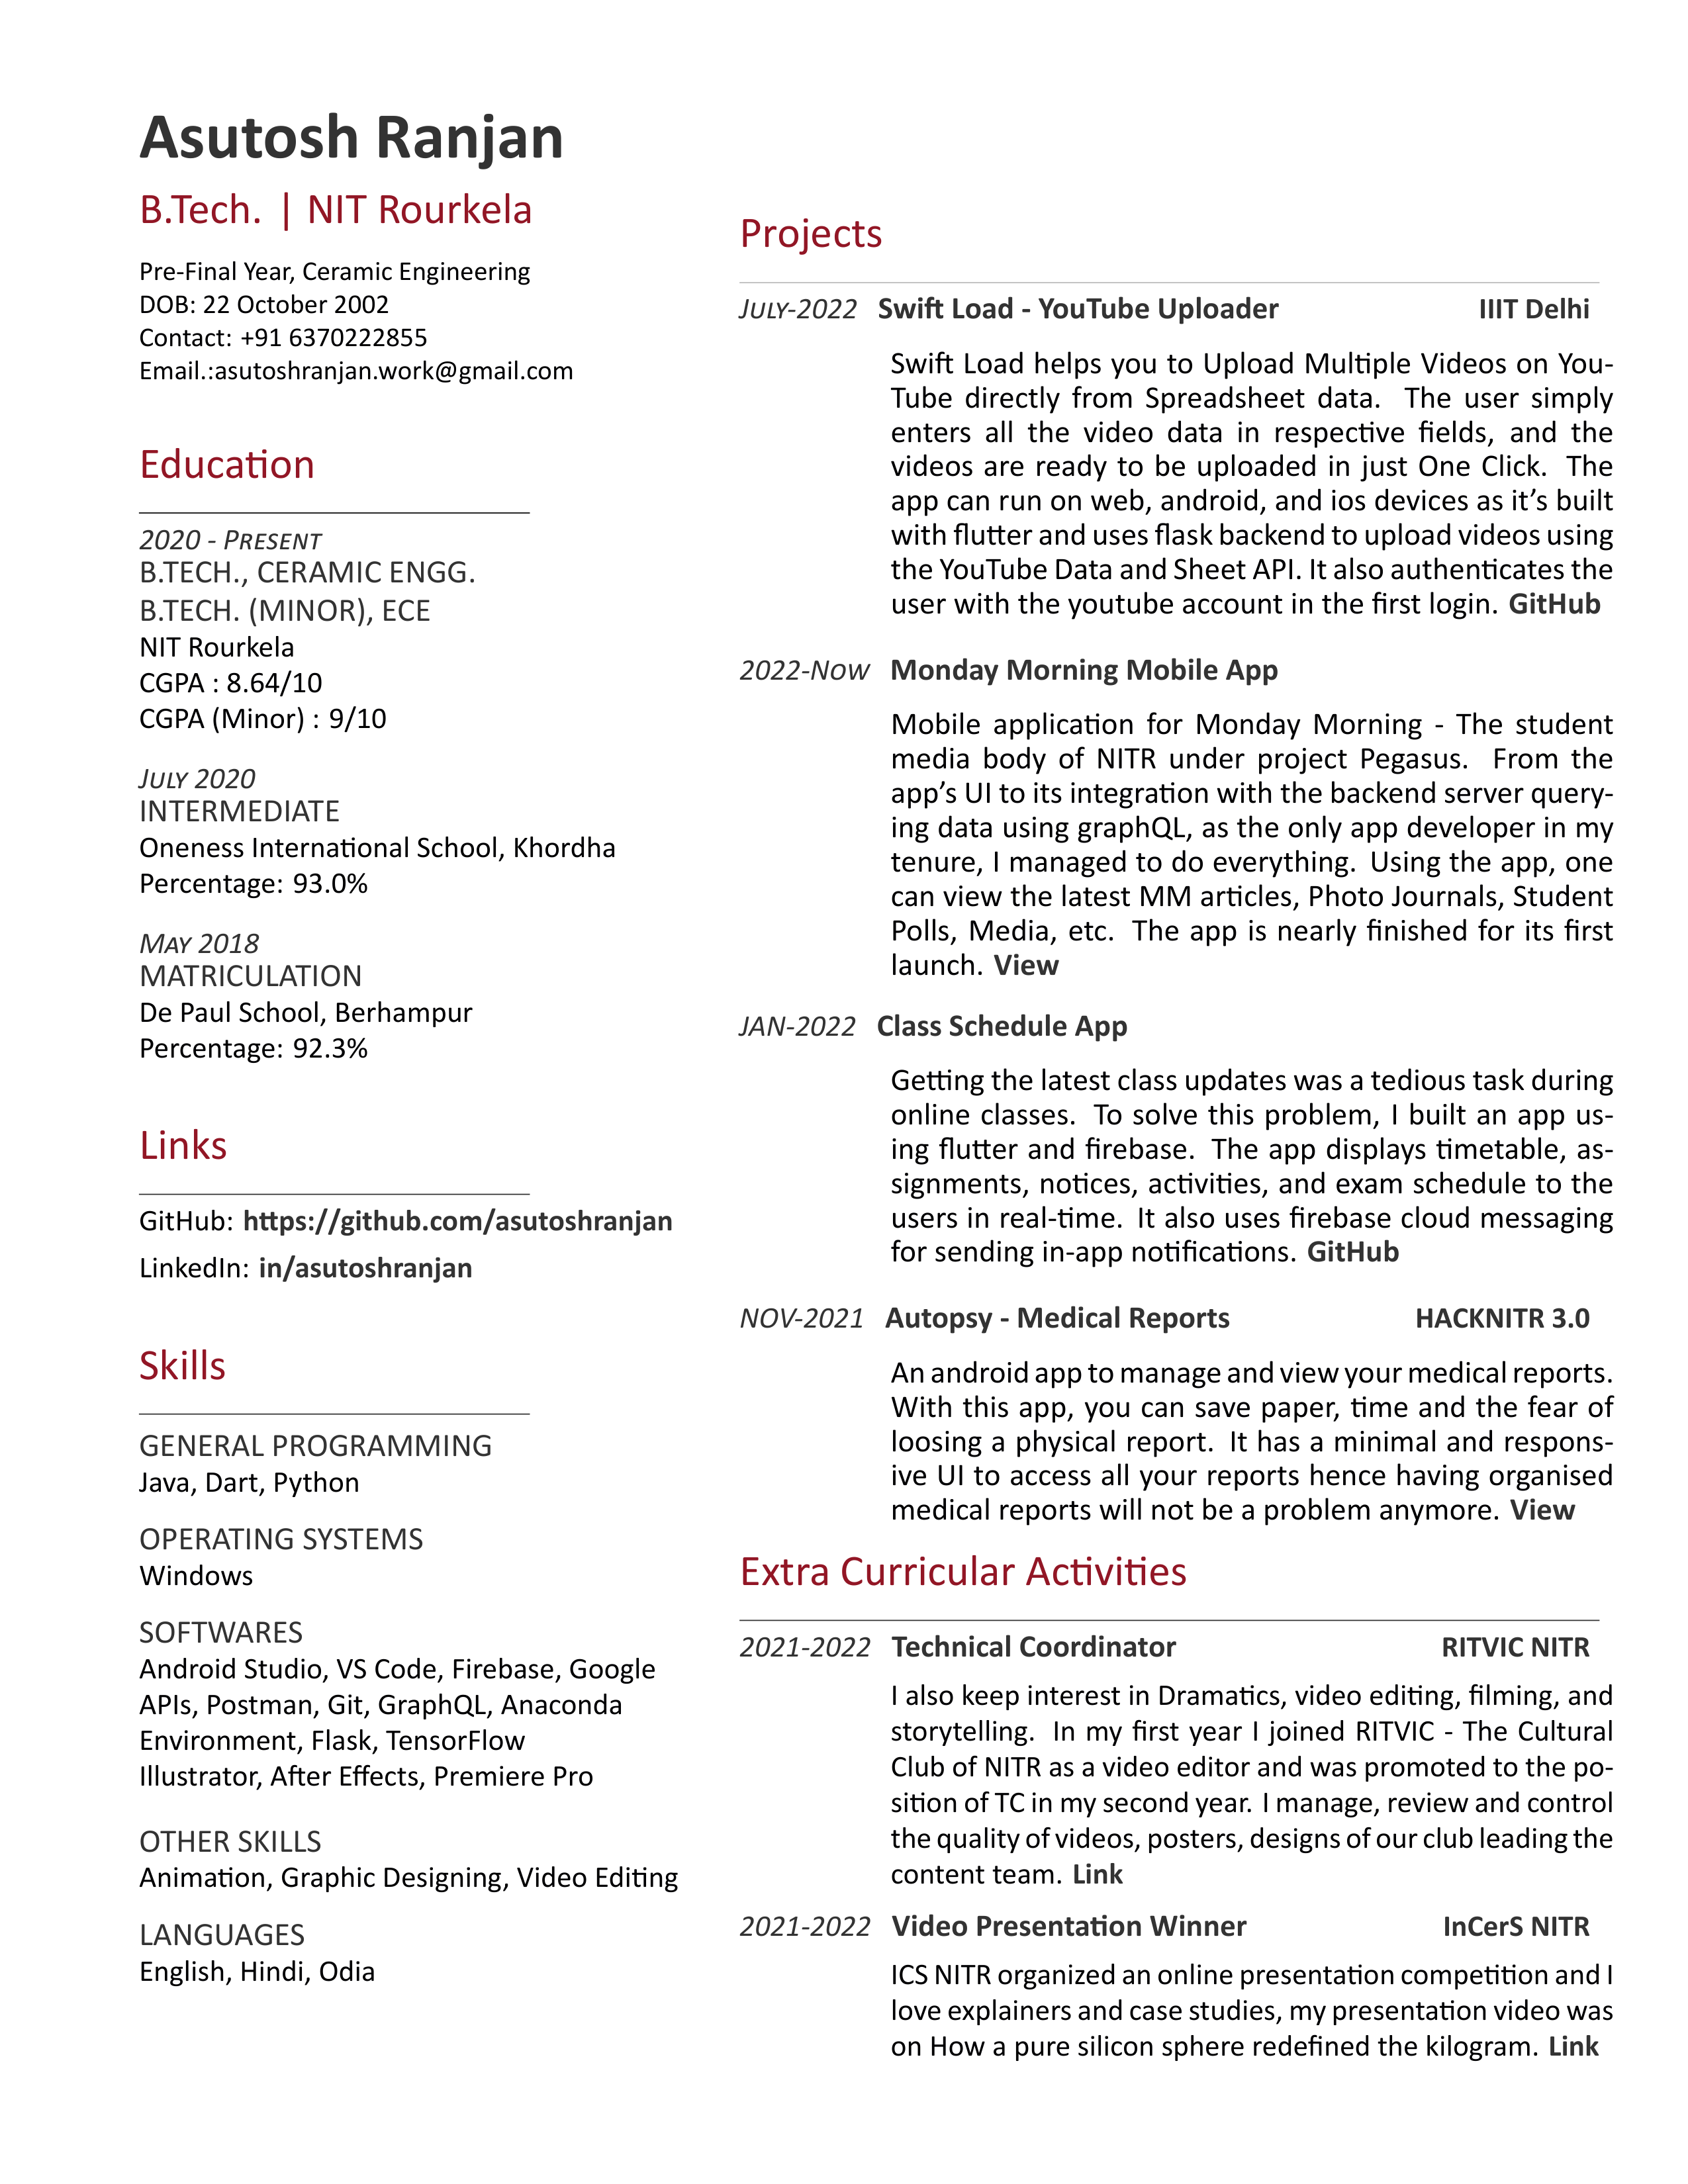 Asutosh Ranjan
B.Tech. | NIT Rourkela
Pre-Final Year, Ceramic Engineering
DOB: 22 October 2002
Contact: +91 6370222855
Email.:asutoshranjan.work@gmail.com
Education
2020 - Present
B.TECH., CERAMIC ENGG.
B.TECH. (MINOR), ECE
NIT Rourkela
CGPA : 8.64/10
CGPA (Minor) : 9/10
July 2020
INTERMEDIATE
Oneness International School, Khordha
Percentage: 93.0%
May 2018
MATRICULATION
De Paul School, Berhampur
Percentage: 92.3%
Links
GitHub: https://github.com/asutoshranjan
LinkedIn: in/asutoshranjan
Skills
GENERAL PROGRAMMING
Java, Dart, Python
OPERATING SYSTEMS
Windows
SOFTWARES
Android Studio, VS Code, Firebase, Google
APIs, Postman, Git, GraphQL, Anaconda
Environment, Flask, TensorFlow
Illustrator, After Effects, Premiere Pro
OTHER SKILLS
Animation, Graphic Designing, Video Editing
LANGUAGES
English, Hindi, Odia
Projects
July-2022 Swift Load - YouTube Uploader IIIT Delhi
Swift Load helps you to Upload Multiple Videos on You-
Tube directly from Spreadsheet data. The user simply
enters all the video data in respective fields, and the
videos are ready to be uploaded in just One Click. The
app can run on web, android, and ios devices as it's built
with flutter and uses flask backend to upload videos using
the YouTube Data and Sheet API. It also authenticates the
user with the youtube account in the first login. GitHub
2022-Now Monday Morning Mobile App
Mobile application for Monday Morning - The student
media body of NITR under project Pegasus. From the
app's UI to its integration with the backend server query-
ing data using graphQL, as the only app developer in my
tenure, I managed to do everything. Using the app, one
can view the latest MM articles, Photo Journals, Student
Polls, Media, etc. The app is nearly finished for its first
launch. View
JAN-2022 Class Schedule App
Getting the latest class updates was a tedious task during
online classes. To solve this problem, I built an app us-
ing flutter and firebase. The app displays timetable, as-
signments, notices, activities, and exam schedule to the
users in real-time. It also uses firebase cloud messaging
for sending in-app notifications. GitHub
NOV-2021 Autopsy - Medical Reports HACKNITR 3.0
An android app to manage and view your medical reports.
With this app, you can save paper, time and the fear of
loosing a physical report. It has a minimal and respons-
ive UI to access all your reports hence having organised
medical reports will not be a problem anymore. View
Extra Curricular Activities
2021-2022 Technical Coordinator RITVIC NITR
I also keep interest in Dramatics, video editing, filming, and
storytelling. In my first year I joined RITVIC - The Cultural
Club of NITR as a video editor and was promoted to the po-
sition of TC in my second year. I manage, review and control
the quality of videos, posters, designs of our club leading the
content team. Link
2021-2022 Video Presentation Winner InCerS NITR
ICS NITR organized an online presentation competition and I
love explainers and case studies, my presentation video was
on How a pure silicon sphere redefined the kilogram. Link